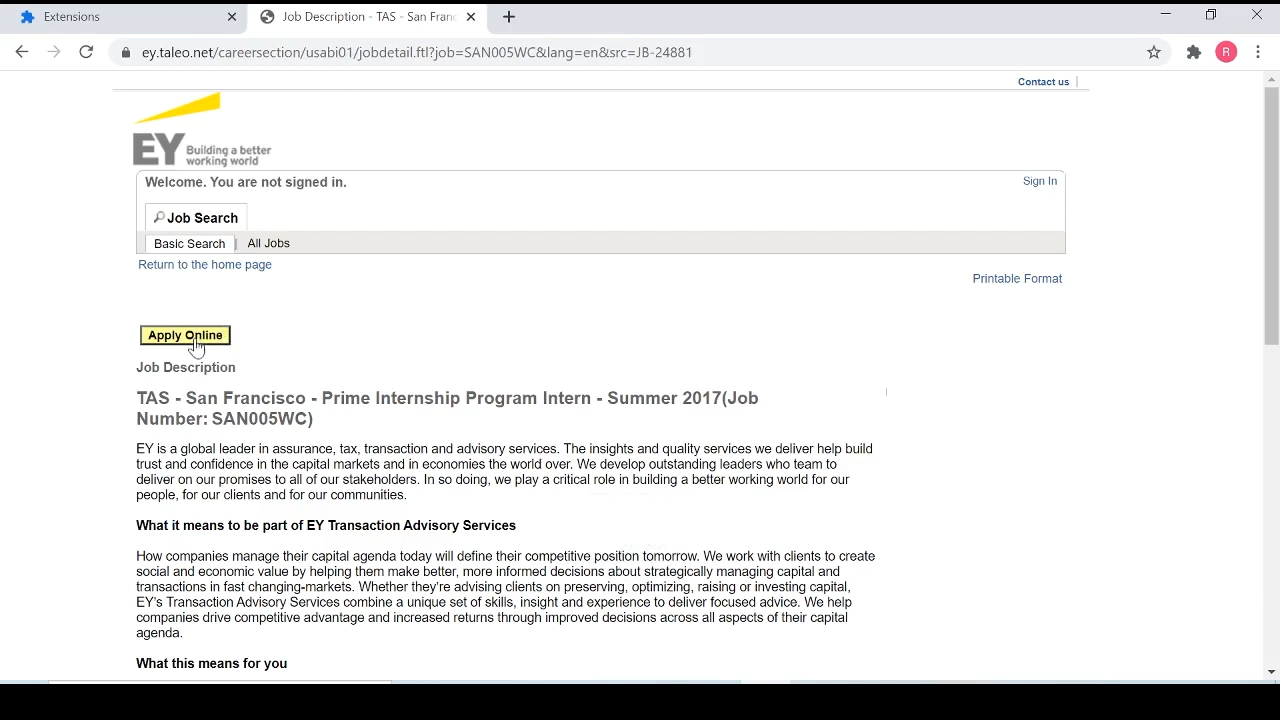 Extensions
Job Description - TAS - San Fran
ey.taleo.net/careersection/usabi01/jobdetail.ftl?job=SAN005WC&lang=en&src=JB-24881
R
Contact us
EY Building a better
working world
Welcome. You are not signed in.
Sign In
Job Search
Basic Search | All Jobs
Return to the home page
Printable Format
Apply Online
Job Description
TAS - San Francisco - Prime Internship Program Intern - Summer 2017(Job
Number: SAN005WC)
EY is a global leader in assurance, tax, transaction and advisory services. The insights and quality services we deliver help build
trust and confidence in the capital markets and in economies the world over. We develop outstanding leaders who team to
deliver on our promises to all of our stakeholders. In so doing, we play a critical role in building a better working world for our
people, for our clients and for our communities.
What it means to be part of EY Transaction Advisory Services
How companies manage their capital agenda today will define their competitive position tomorrow. We work with clients to create
social and economic value by helping them make better, more informed decisions about strategically managing capital and
transactions in fast changing-markets. Whether they're advising clients on preserving, optimizing, raising or investing capital,
EY's Transaction Advisory Services combine a unique set of skills, insight and experience to deliver focused advice. We help
companies drive competitive advantage and increased returns through improved decisions across all aspects of their capital
agenda.
What this means for you